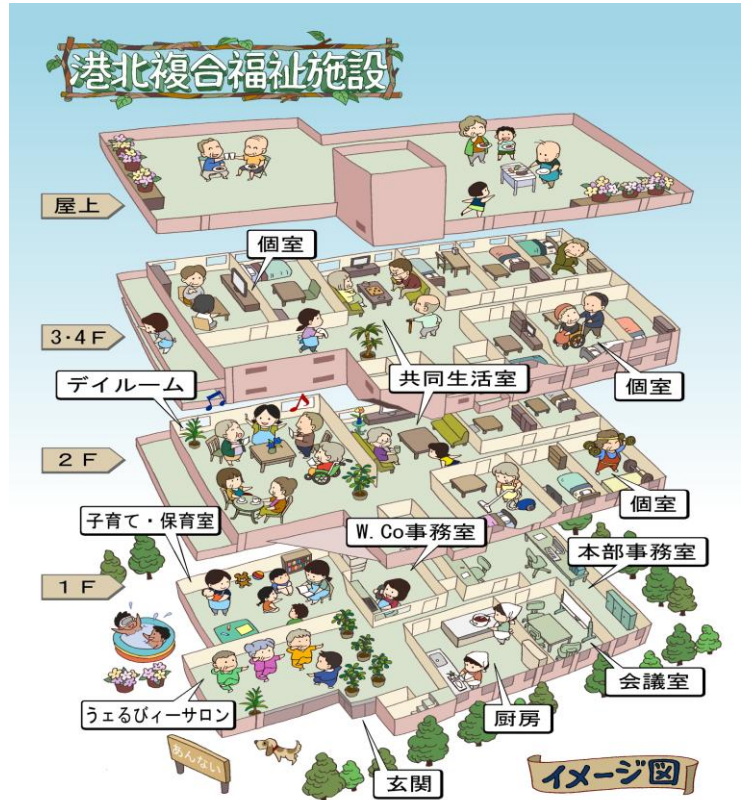 港北複合福祉施設
屋上
個室
3・4F
デイルーム
共同生活室
個室
2F
個室
子育て・保育室
W.Co事務室
本部事務室
1F
うェるびィーサロン
厨房
会議室
あんない
玄関
イメージ図